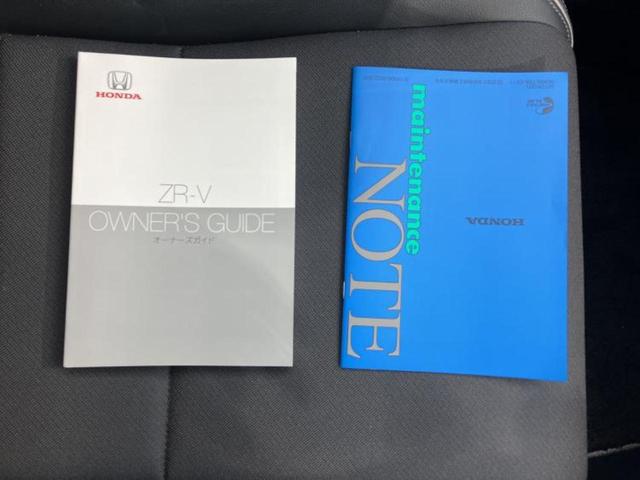 HONDA
ZR-V
OWNER'S GUIDE
オーナーズガイド
maintenance
NOTE
HONDA